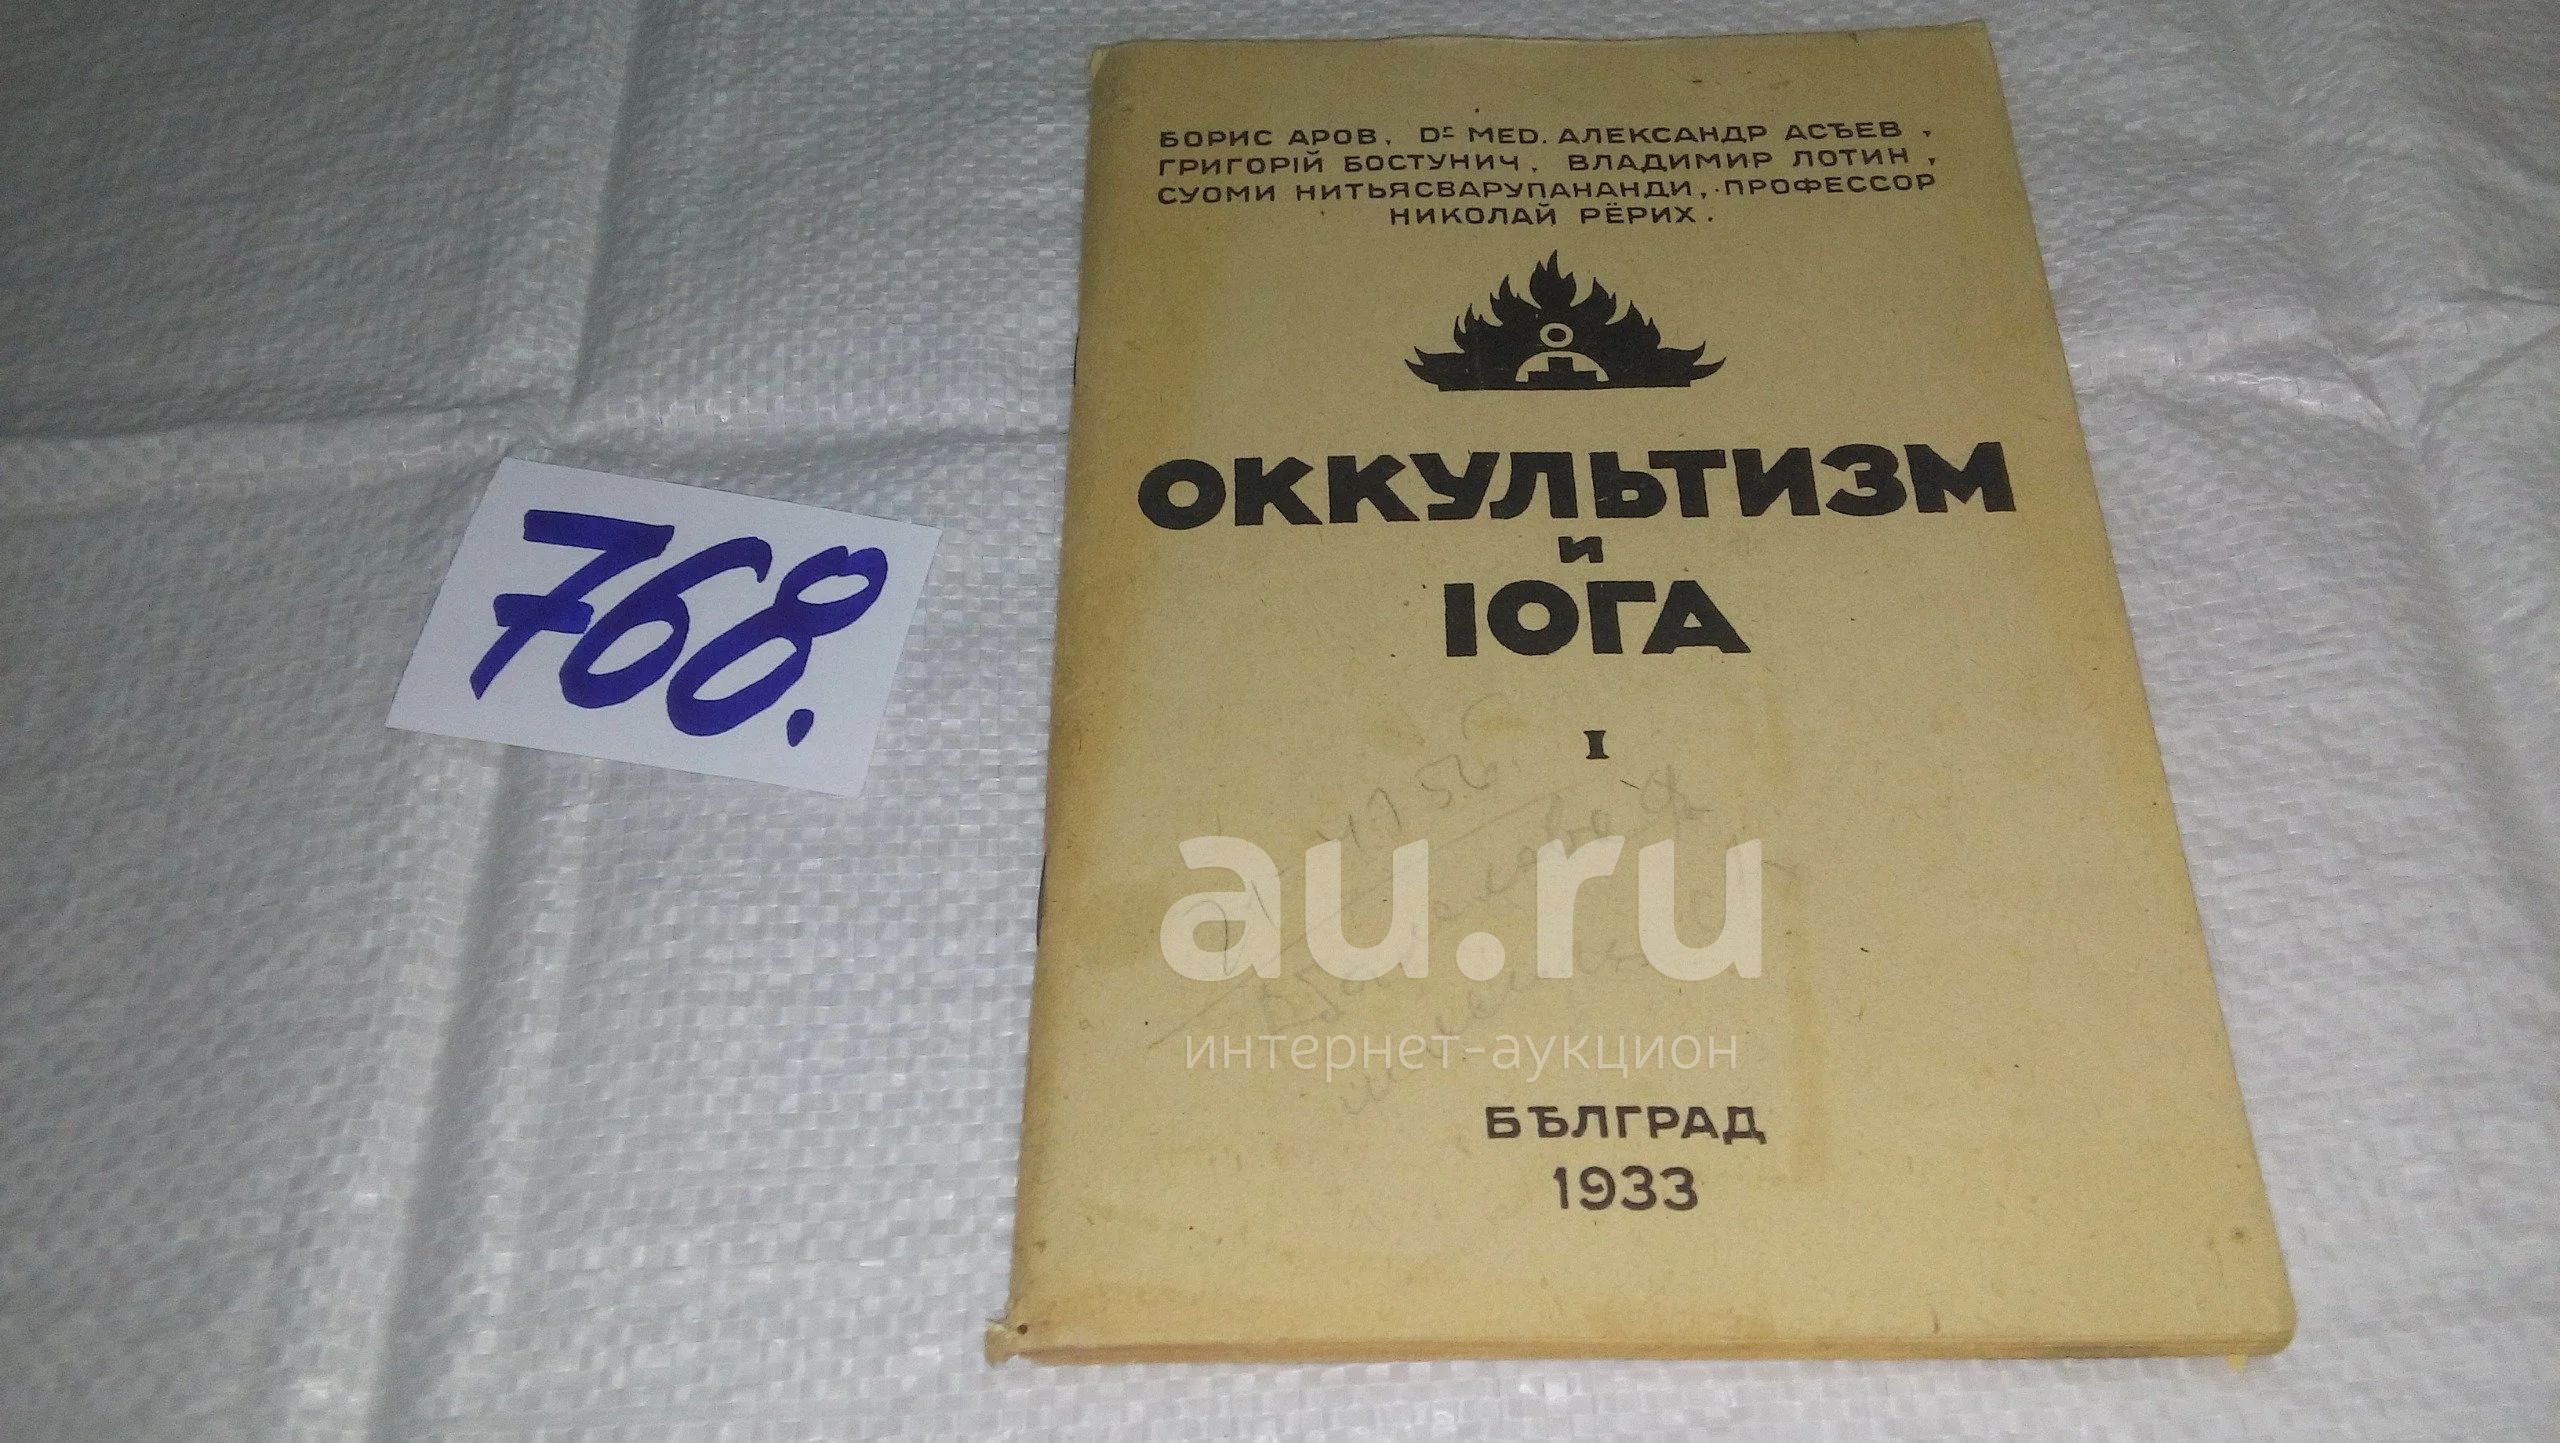 БОРИС АРОВ, Dr MED. АЛЕКСАНДР АСѢЕВ,
ГРИГОРІЙ БОСТУНИЧ, ВЛАДИМИР ЛОТИН,
СУОМИ НИТЬЯСВАРУПАНАНДИ, ПРОФЕССОР
НИКОЛАЙ РЁРИХ.
ОККУЛЬТИЗМ
И
ІОГА
I
768.
au.ru
интернет-аукцион
БѢЛГРАД
1933